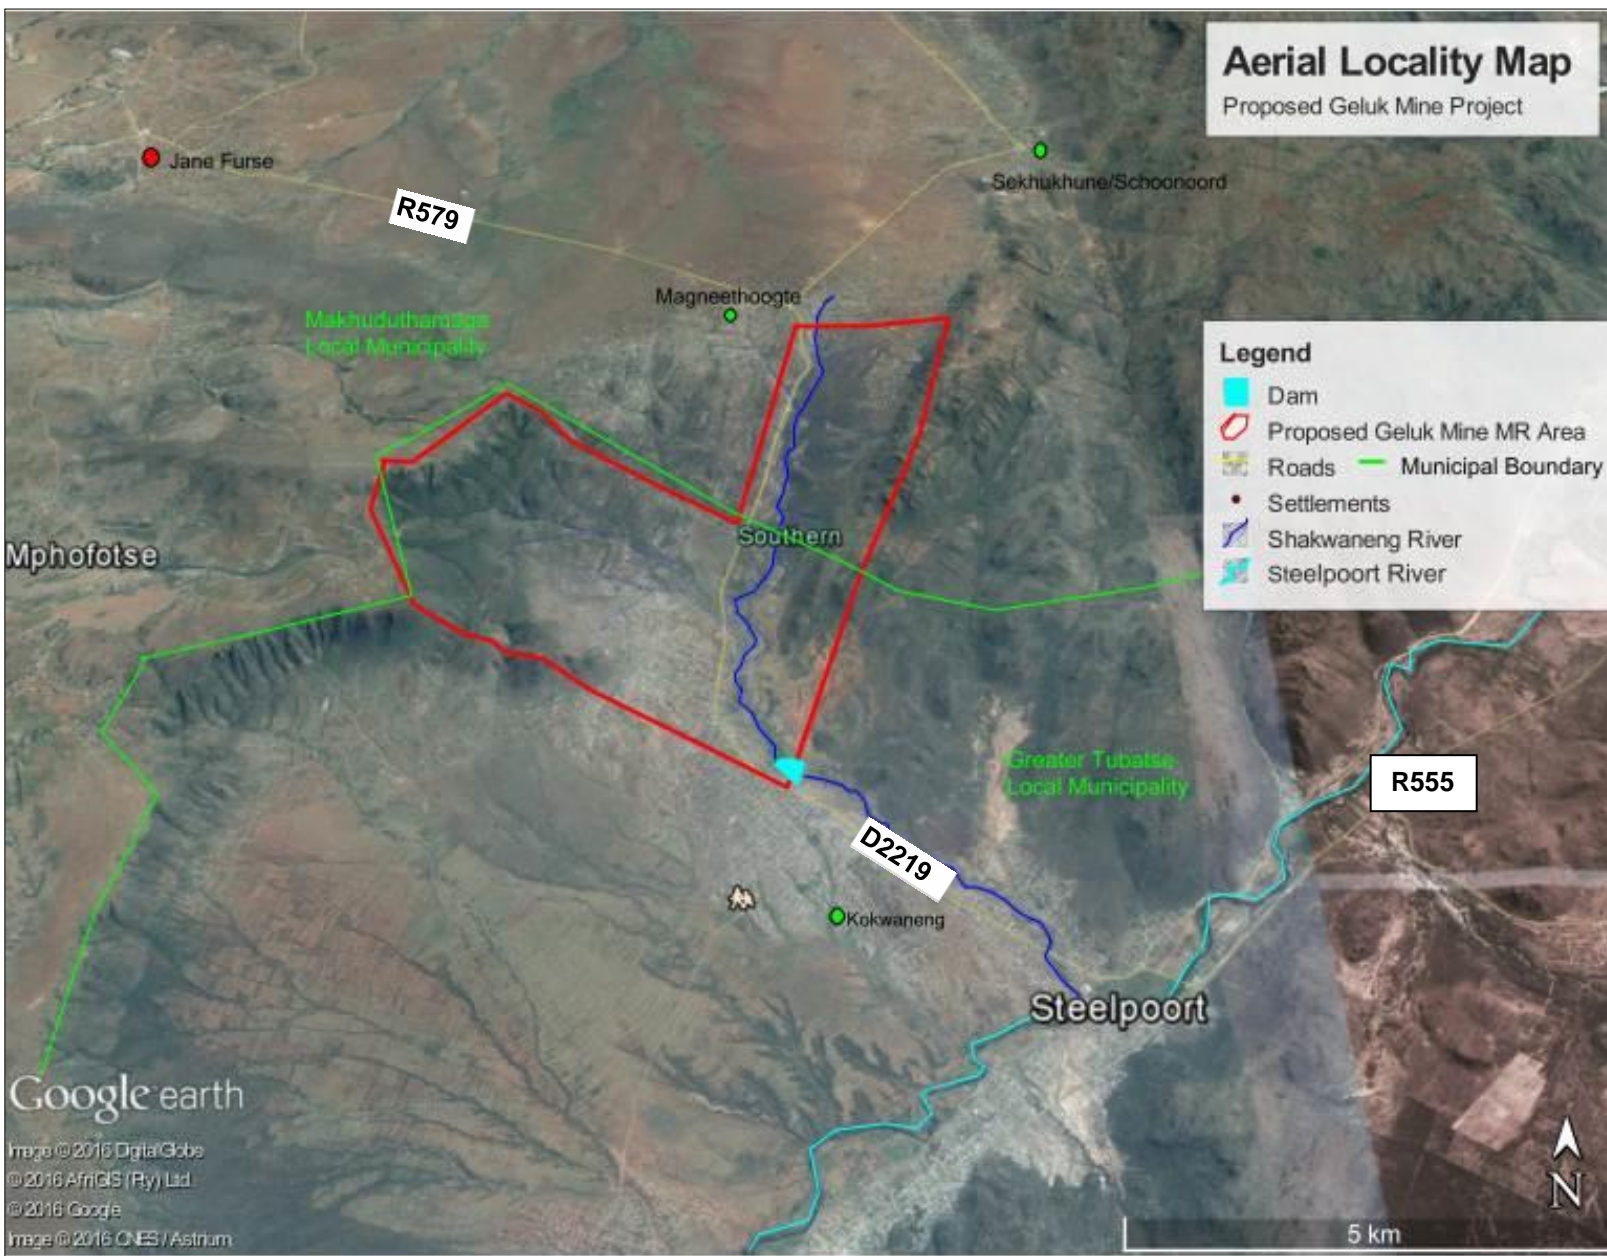 Aerial Locality Map
Proposed Geluk Mine Project
Jane Furse
R579
Sekhukhune/Schoonoord
Magneethoogte
Makhuduthamaga
Local Municipality
Legend
Dam
Proposed Geluk Mine MR Area
Roads
Municipal Boundary
Settlements
Shakwaneng River
Steelpoort River
Southern
Mphofotse
Greater Tubatse
Local Municipality
R555
D2219
Kokwaneng
Steelpoort
Google earth
Image © 2016 DigitalGlobe
© 2016 AfriGIS (Pty) Ltd.
© 2016 Google
Image © 2016 CNES / Astrium
N
5 km